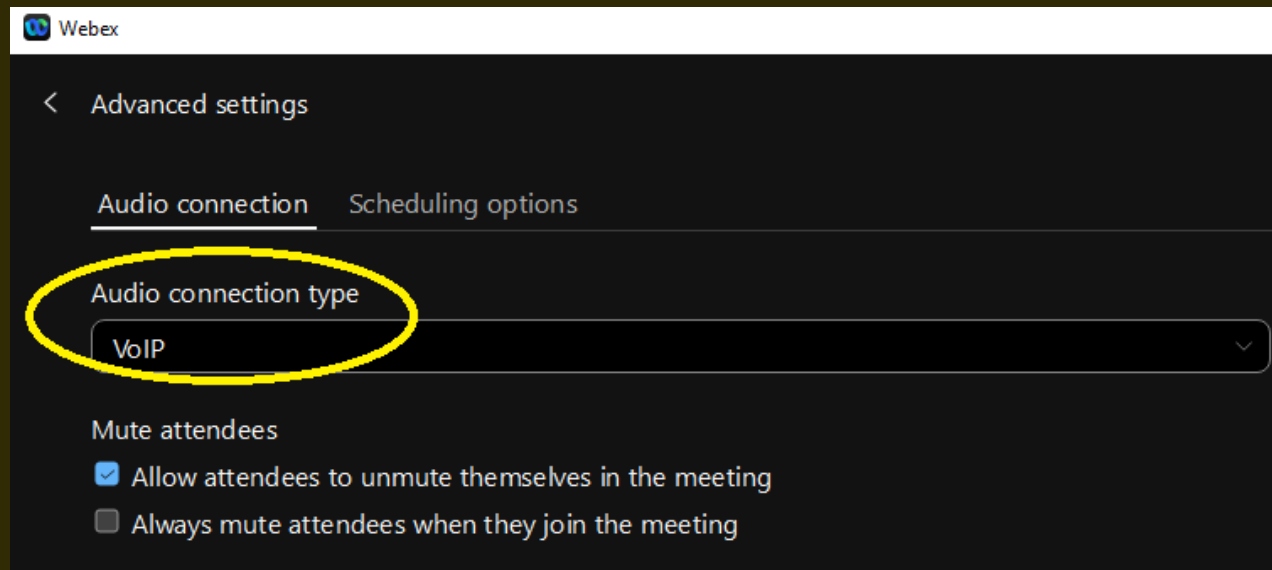 Webex
Advanced settings
Audio connection Scheduling options
Audio connection type
VoIP
Mute attendees
Allow attendees to unmute themselves in the meeting
Always mute attendees when they join the meeting